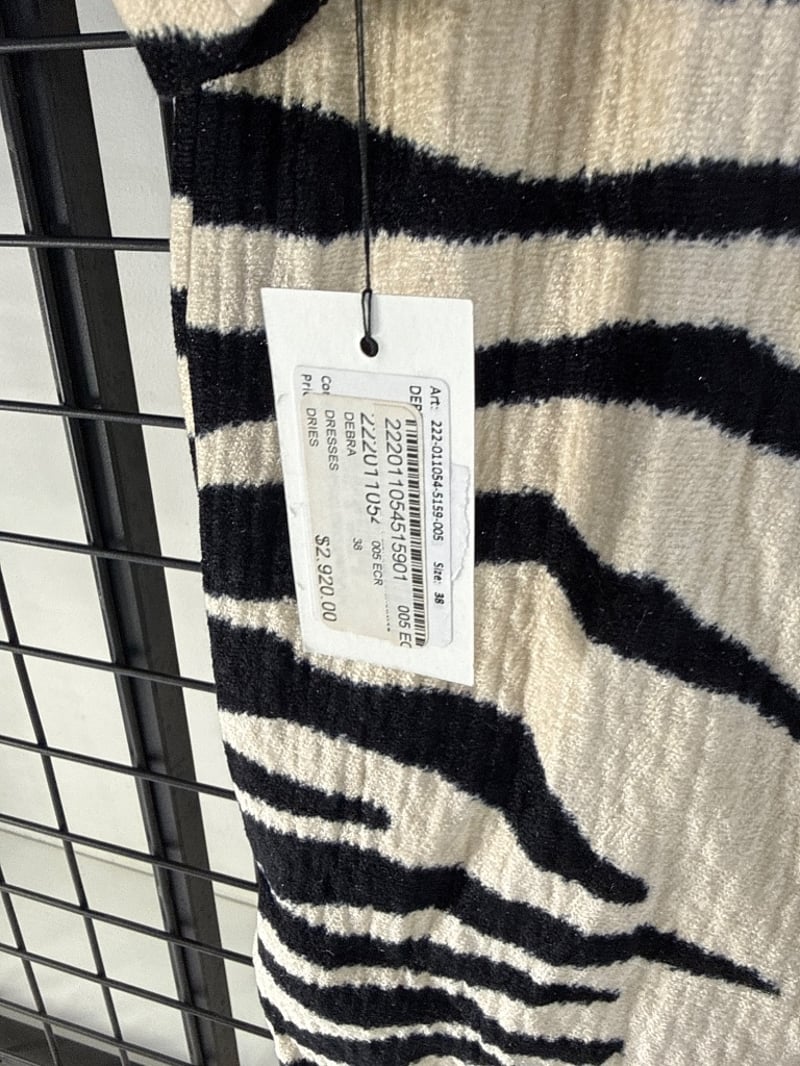 Art: 222-011054-5159-005 Size: 38
DEP
222011054515901 005 EC
222011054 005 ECR
DEBRA 38
DRESSES
DRIES $2,920.00